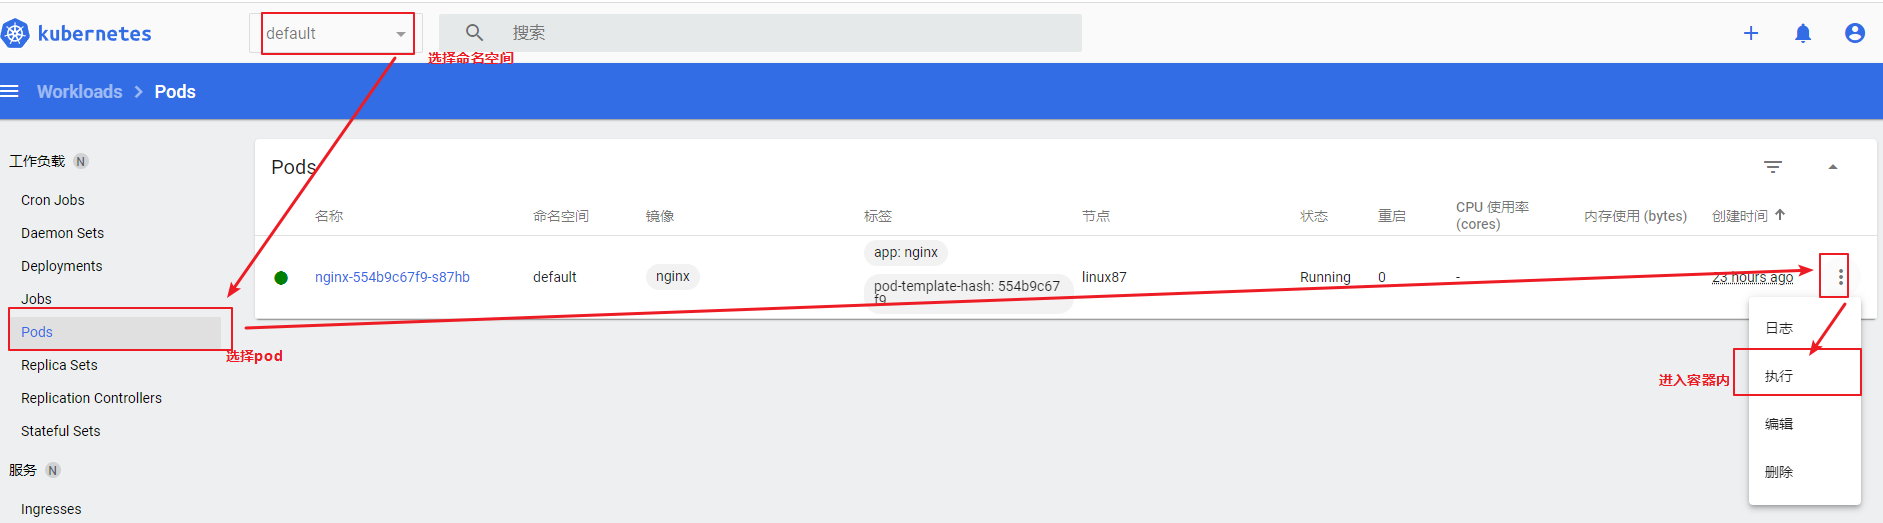 kubernetes
default
搜索
选择命名空间
Workloads > Pods
工作负载 N
Cron Jobs
Daemon Sets
Deployments
Jobs
Pods
选择pod
Replica Sets
Replication Controllers
Stateful Sets
服务 N
Ingresses
Pods
名称 命名空间 镜像 标签 节点 状态 重启 CPU 使用率 (cores) 内存使用 (bytes) 创建时间
nginx-554b9c67f9-s87hb default nginx
app: nginx
pod-template-hash: 554b9c67
f9
linux87 Running 0 - 23 hours ago
日志
进入容器内
执行
编辑
删除